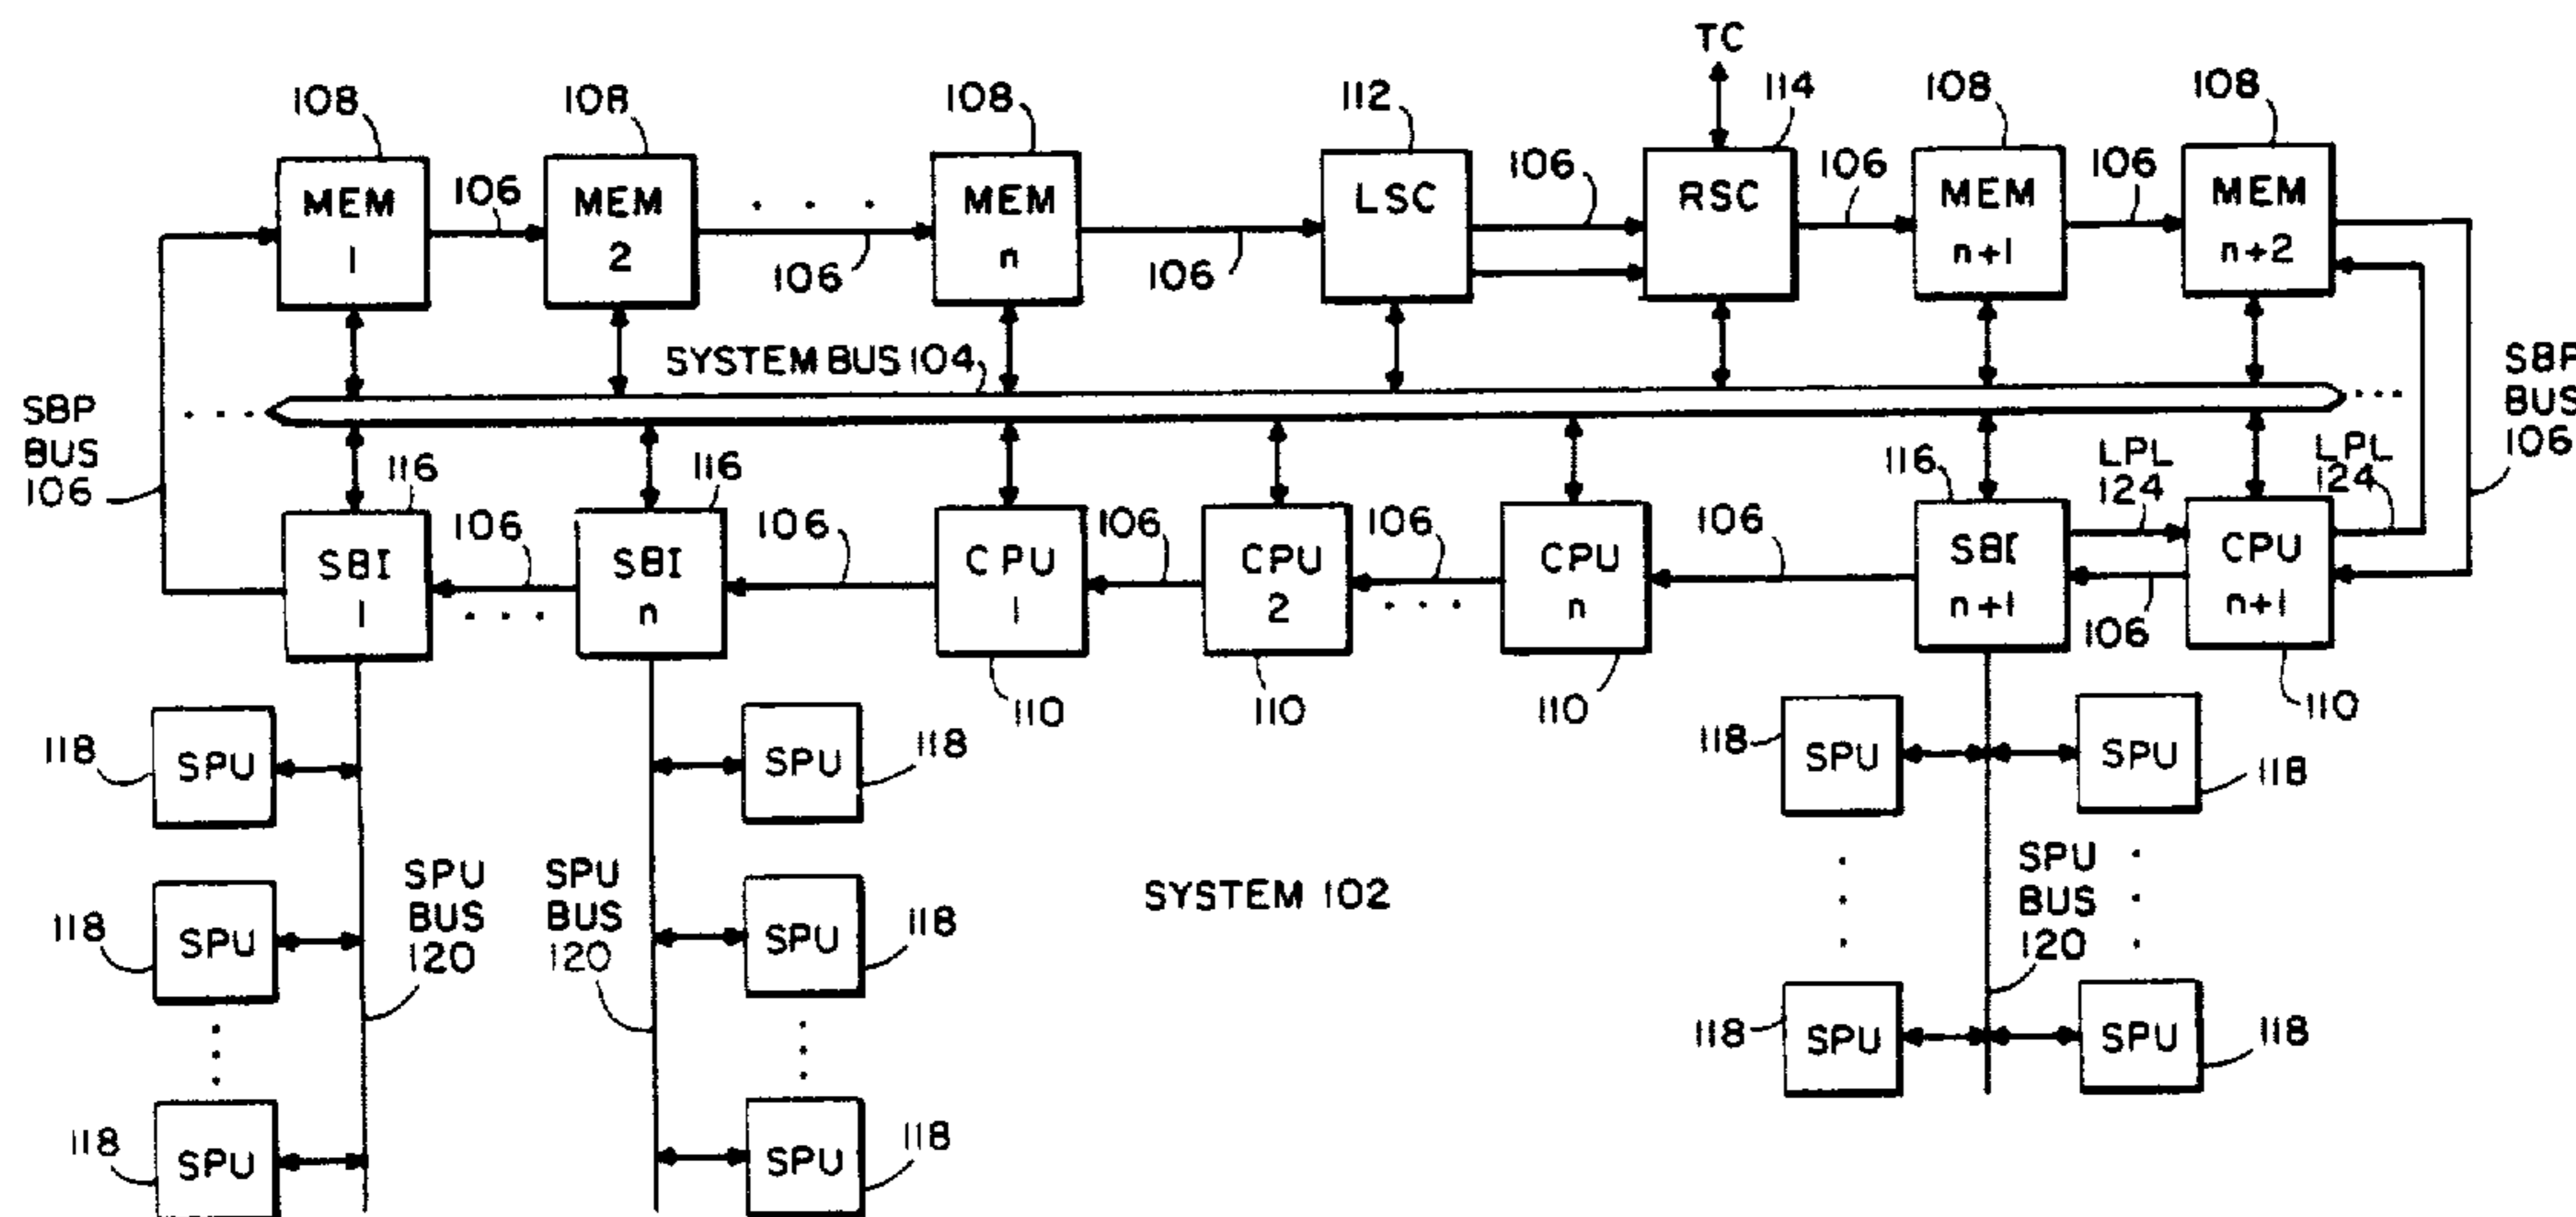 TC
108
108
108
112
114
108
108
MEM 1
106
MEM 2
. . .
106
MEM n
106
LSC
106
RSC
106
MEM n+1
106
MEM n+2
SYSTEM BUS 104
SBP BUS 106
. . .
. . .
SBP BUS 106
116
116
116
LPL 124
LPL 124
SBI 1
106
. . .
SBI n
106
CPU 1
106
CPU 2
106
. . .
CPU n
106
SBI n+1
106
CPU n+1
110
110
110
110
118
SPU
SPU
118
118
SPU
SPU
118
118
SPU
SPU BUS 120
SPU BUS 120
SPU
118
SYSTEM 102
SPU BUS 120
118
SPU
SPU
118
118
SPU
SPU
118